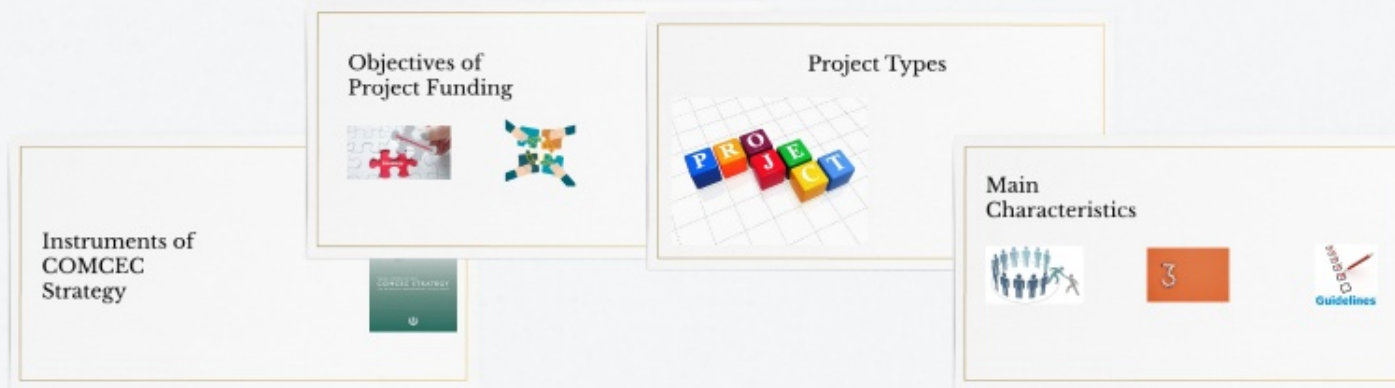 Objectives of
Project Funding
Project Types
PROJECT
Instruments of
COMCEC
Strategy
COMCEC STRATEGY
Main
Characteristics
3
Guidelines